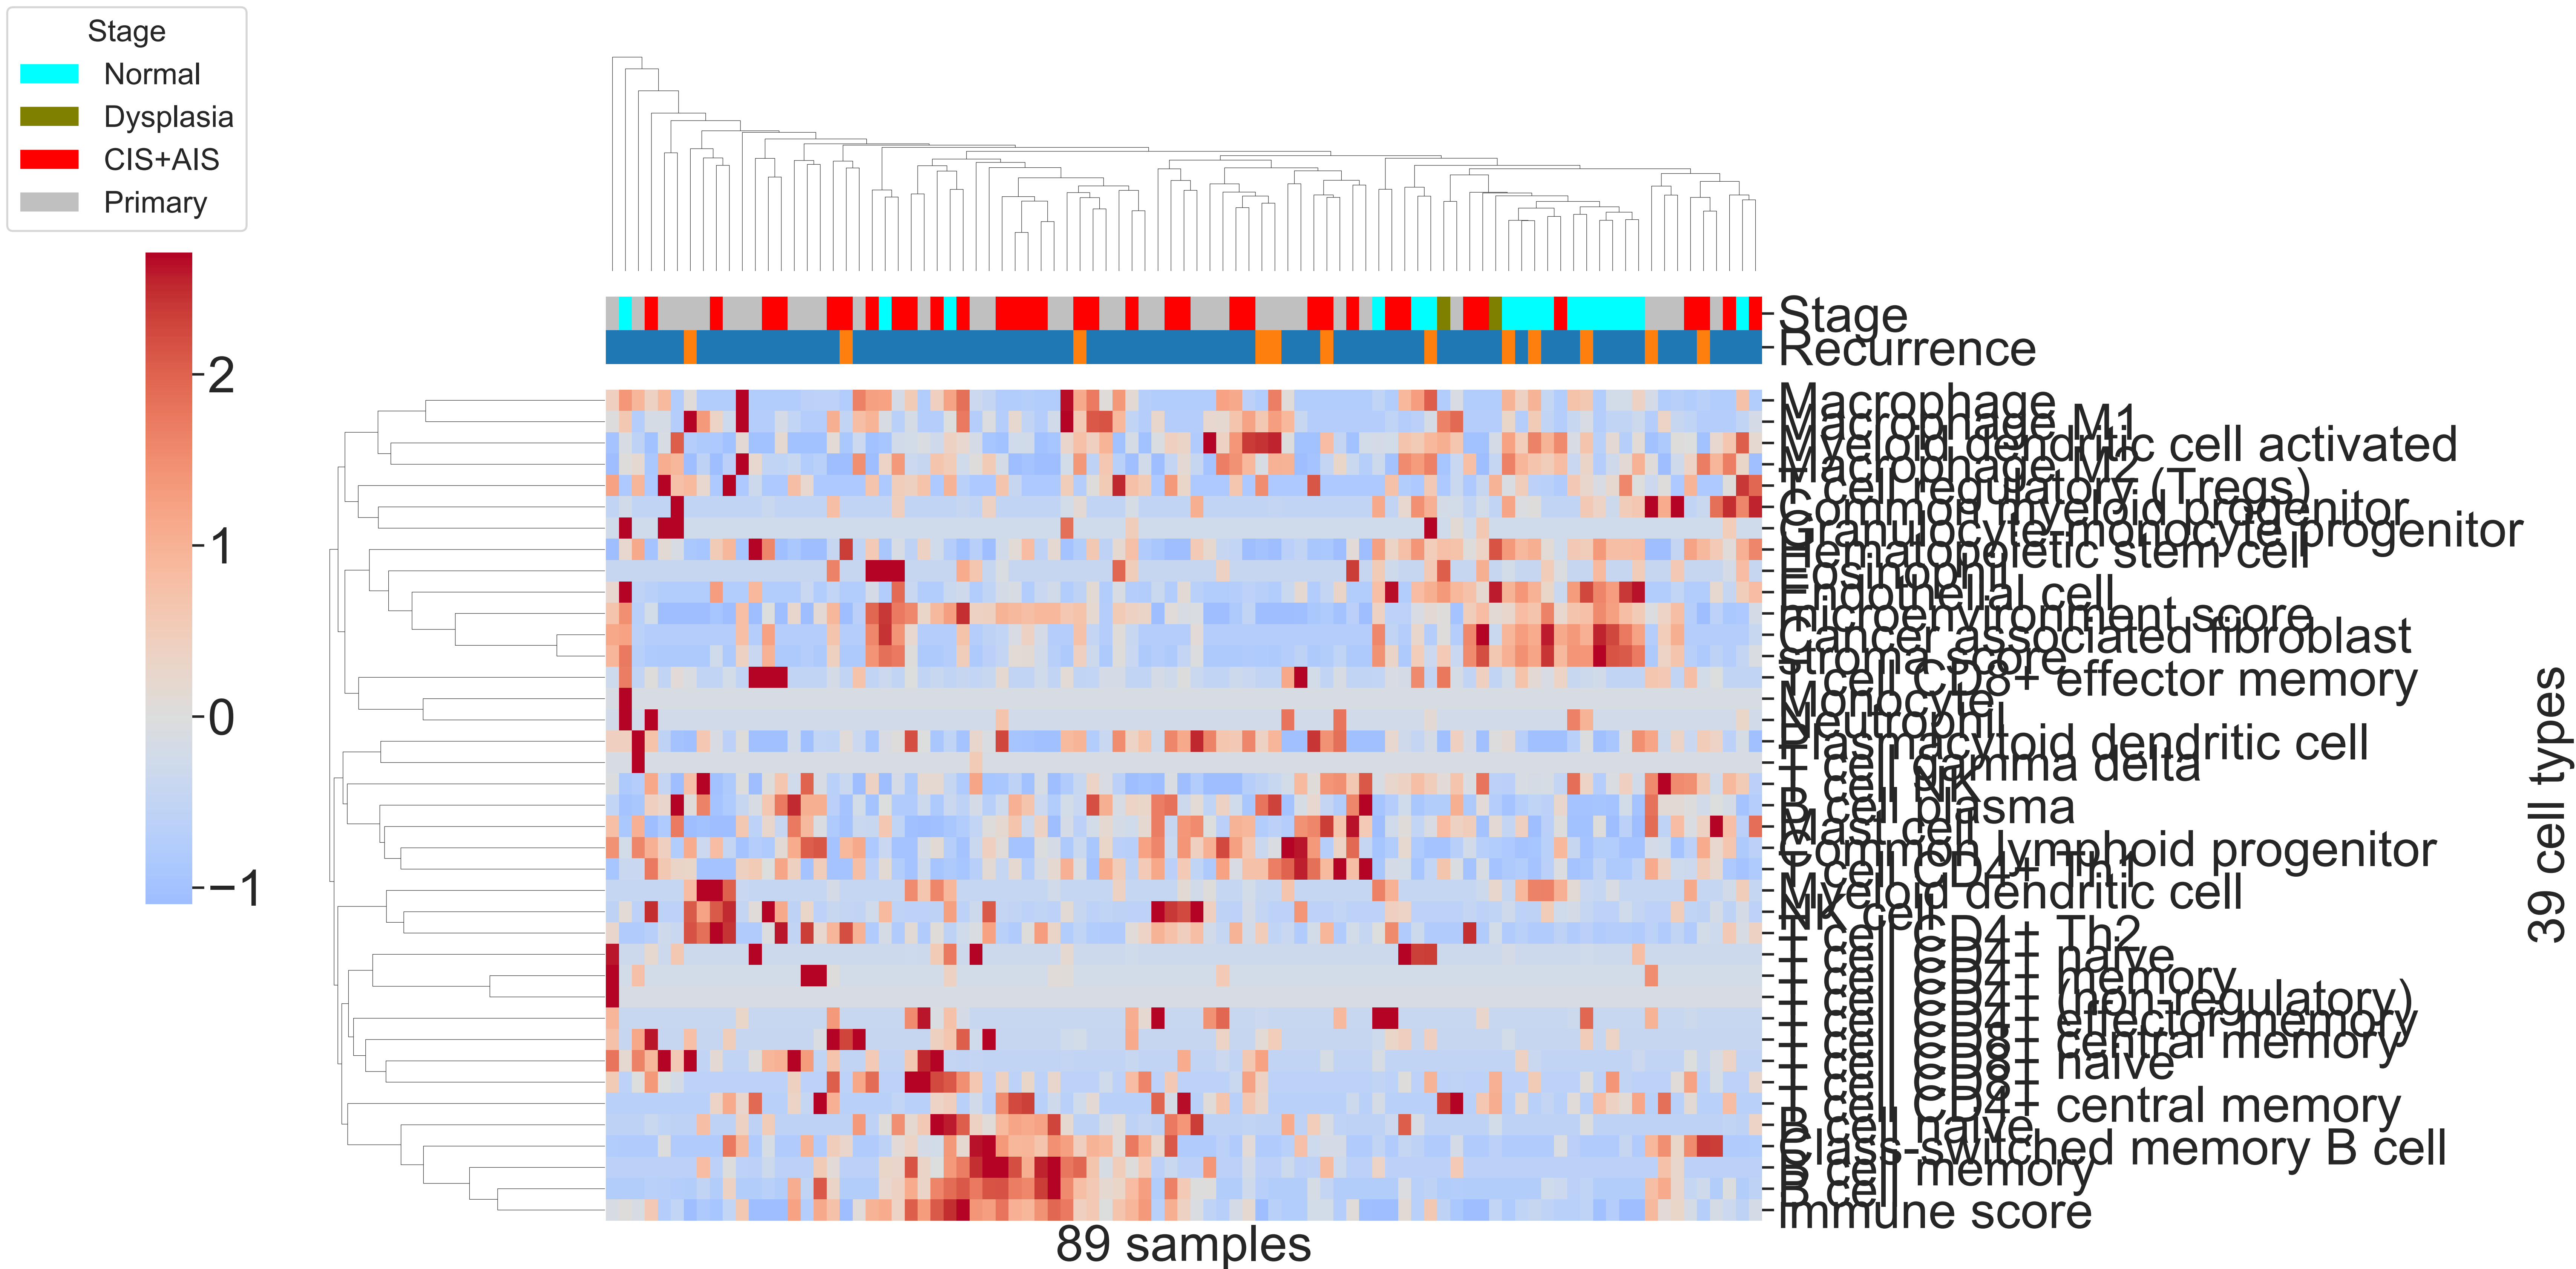 Stage
Normal
Dysplasia
CIS+AIS
Primary
2
1
0
−1
Stage
Recurrence
Macrophage
Macrophage M1
Myeloid dendritic cell activated
Macrophage M2
T cell regulatory (Tregs)
Common myeloid progenitor
Granulocyte-monocyte progenitor
Hematopoietic stem cell
Eosinophil
Endothelial cell
microenvironment score
Cancer associated fibroblast
stroma score
T cell CD8+ effector memory
Monocyte
Neutrophil
Plasmacytoid dendritic cell
T cell gamma delta
T cell NK
B cell plasma
Mast cell
Common lymphoid progenitor
T cell CD4+ Th1
Myeloid dendritic cell
NK cell
T cell CD4+ Th2
T cell CD4+ naive
T cell CD4+ memory
T cell CD4+ (non-regulatory)
T cell CD4+ effector memory
T cell CD8+ central memory
T cell CD8+ naive
T cell CD8+
T cell CD4+ central memory
B cell naive
Class-switched memory B cell
B cell memory
B cell
immune score
39 cell types
89 samples